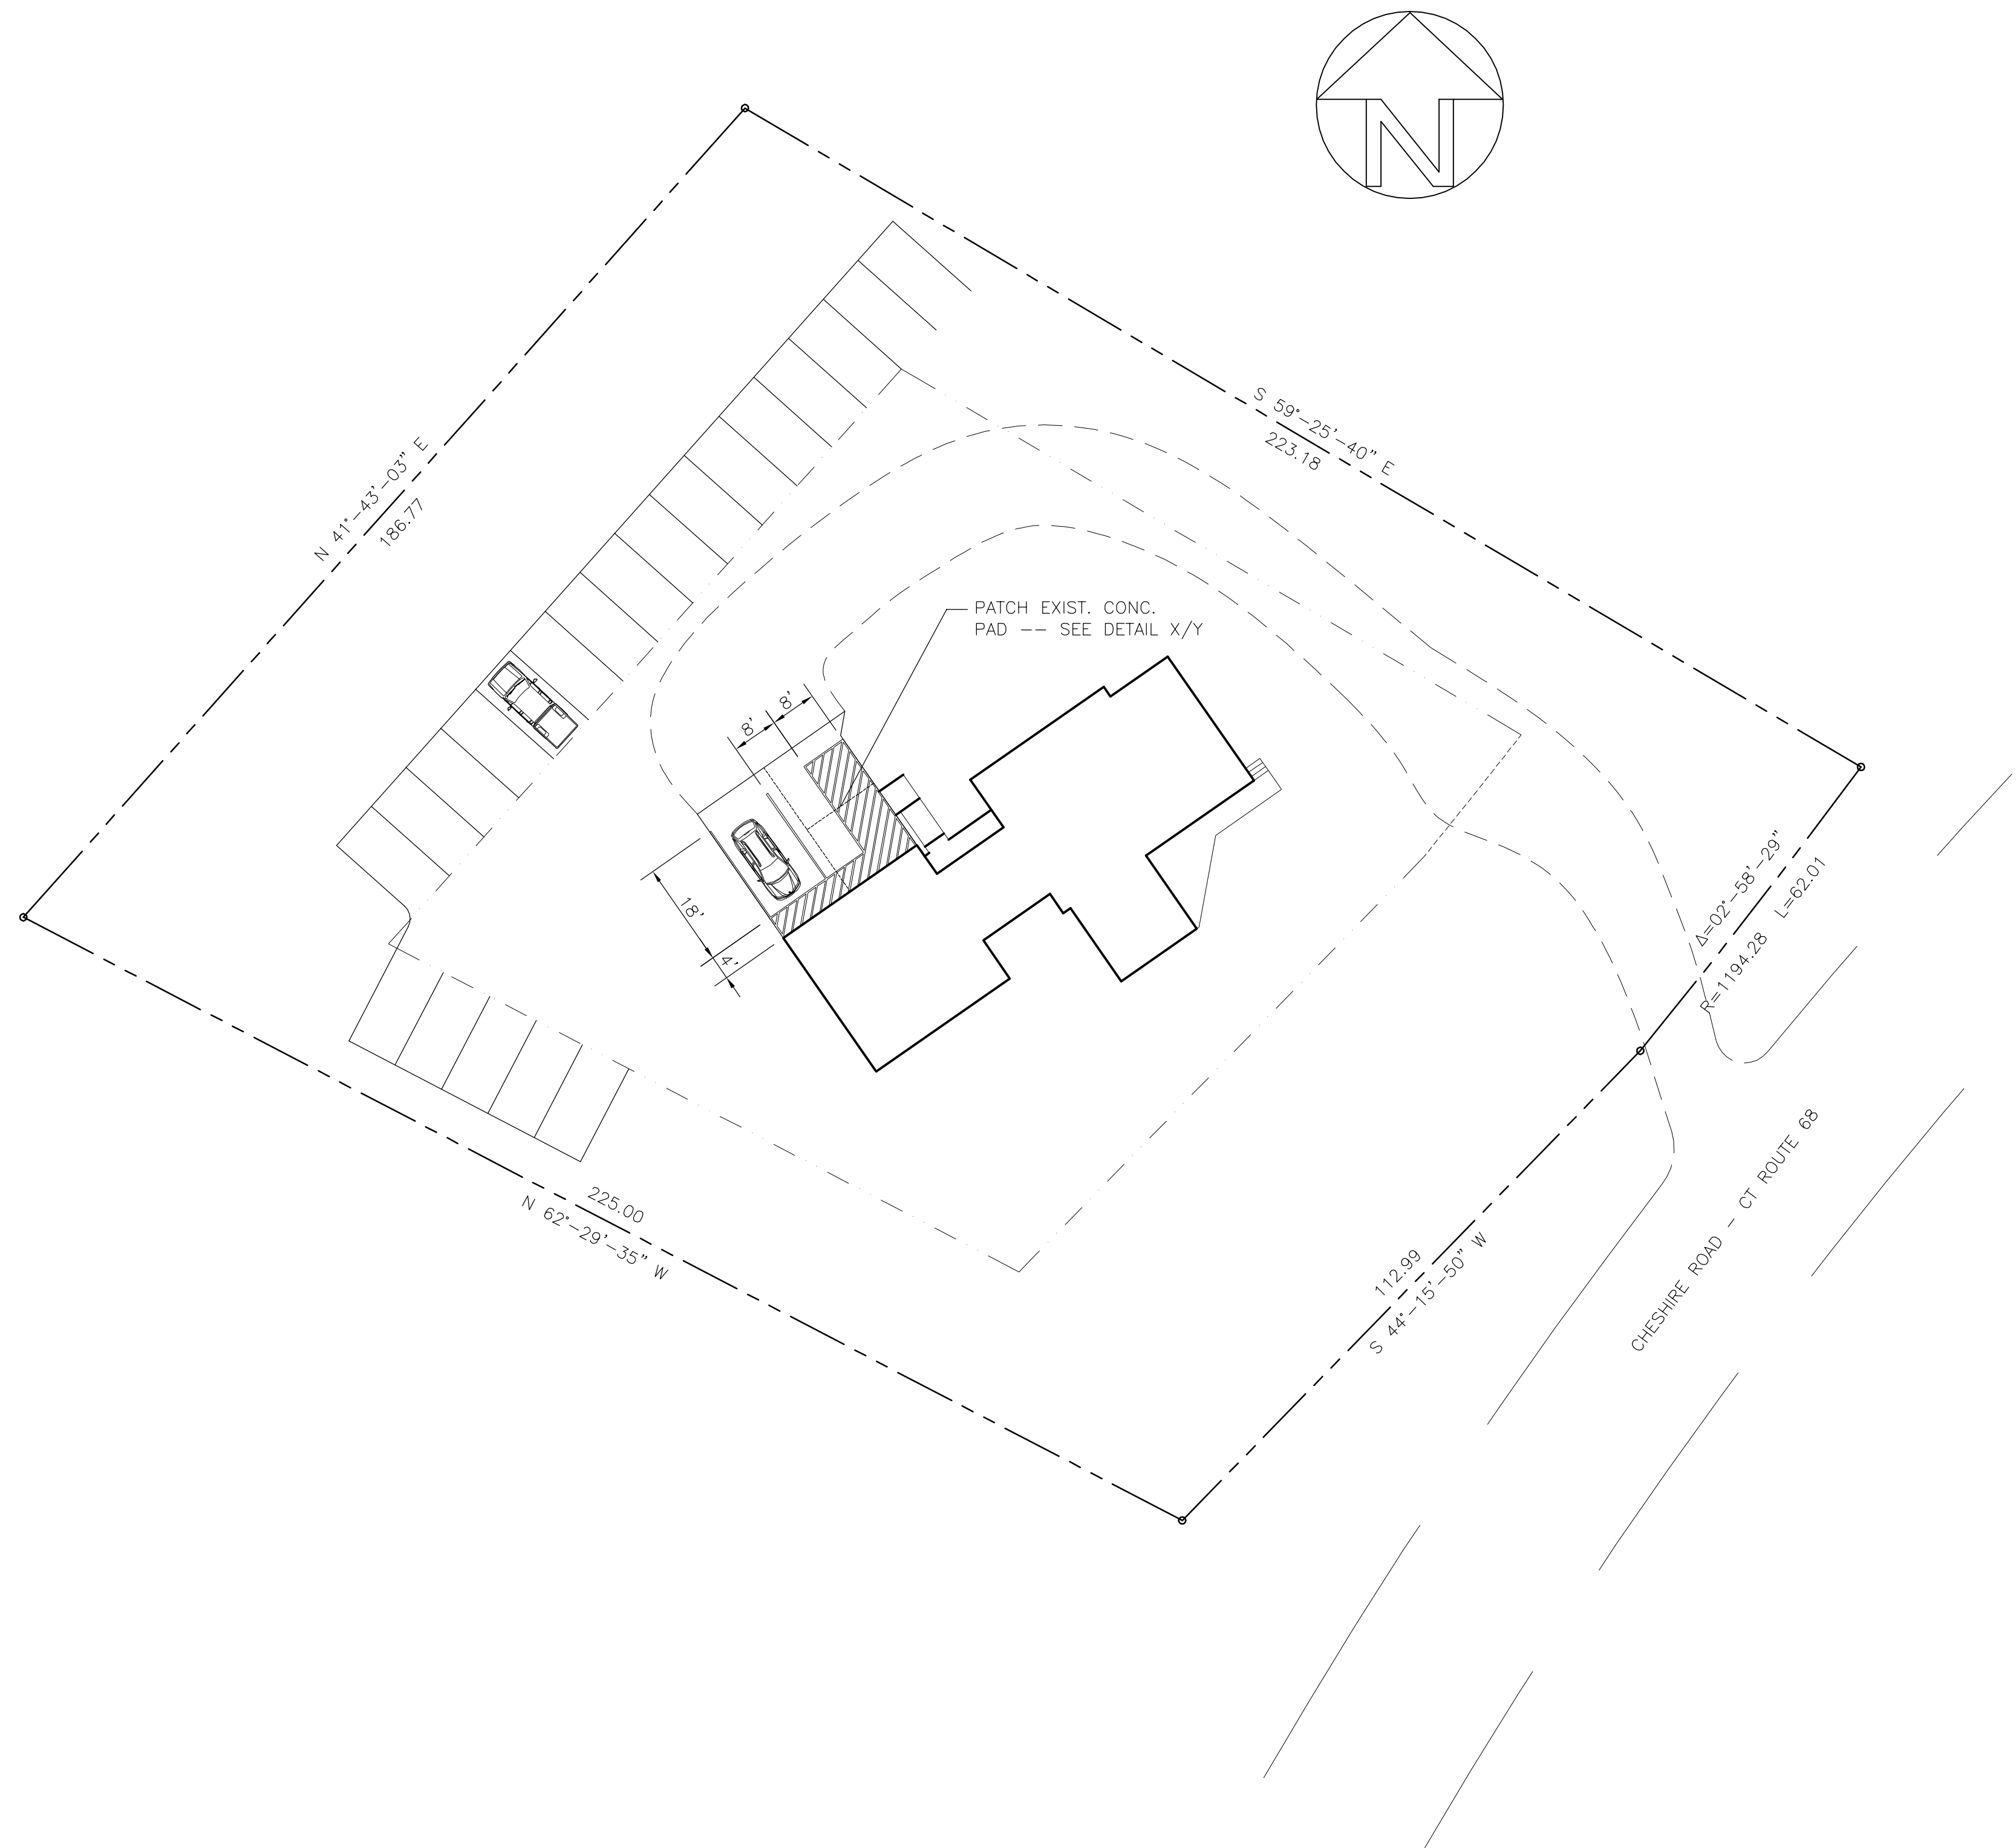 N
S 59°-25'-40" E
223.18
N 41°-43'-03" E
186.77
PATCH EXIST. CONC.
PAD -- SEE DETAIL X/Y
8'
8'
18'
4'
Δ=02°-58'-29"
R=1194.28 L=62.01
CHESHIRE ROAD - CT ROUTE 68
225.00
N 62°-29'-35" W
112.99
S 44°-15'-50" W